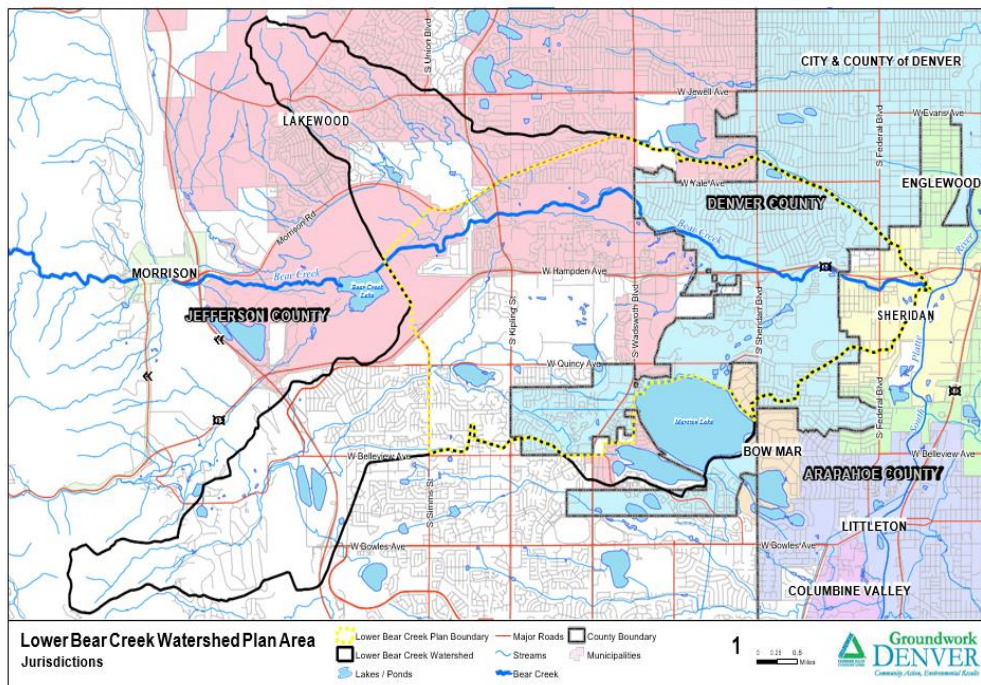 CITY & COUNTY of DENVER
S Union Blvd
W Jewell Ave
S Federal Blvd
W Evans Ave
LAKEWOOD
W Yale Ave
ENGLEWOOD
DENVER COUNTY
River
Morrison Rd
Bear Creek
MORRISON
Bear Creek
W Hampden Ave
Bear Creek Lake
JEFFERSON COUNTY
S Kipling St
S Wadswoth Blvd
S Sheridan Blvd
SHERIDAN
South Platte
W Quincy Ave
Marston Lake
S Federal Blvd
W Belleview Ave
BOW MAR
W Belleview Ave
ARAPAHOE COUNTY
S Simms St
LITTLETON
W Bowles Ave
W Bowles Ave
COLUMBINE VALLEY
Lower Bear Creek Watershed Plan Area
Jurisdictions
Lower Bear Creek Plan Boundary
Major Roads
County Boundary
Lower Bear Creek Watershed
Streams
Municipalities
Lakes / Ponds
Bear Creek
1
0 0.25 0.5
Miles
Groundwork
DENVER
Community Action, Environmental Results